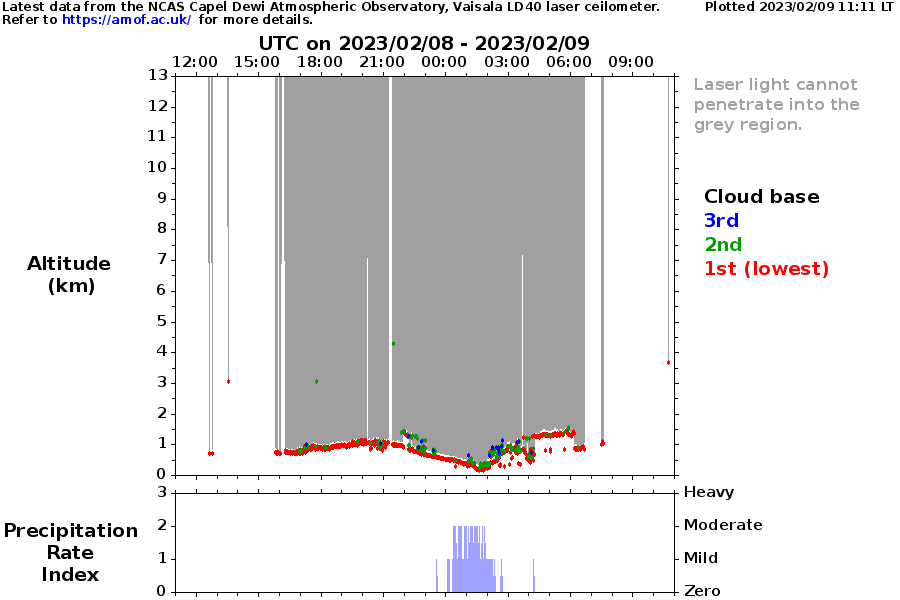 Latest data from the NCAS Capel Dewi Atmospheric Observatory, Vaisala LD40 laser ceilometer.
Plotted 2023/02/09 11:11 LT
Refer to https://amof.ac.uk/ for more details.
UTC on 2023/02/08 - 2023/02/09
12:00 15:00 18:00 21:00 00:00 03:00 06:00 09:00
13
12
11
10
9
8
7
6
5
4
3
2
1
0
Altitude
(km)
Laser light cannot
penetrate into the
grey region.
Cloud base
3rd
2nd
1st (lowest)
Precipitation
Rate
Index
3
2
1
0
Heavy
Moderate
Mild
Zero